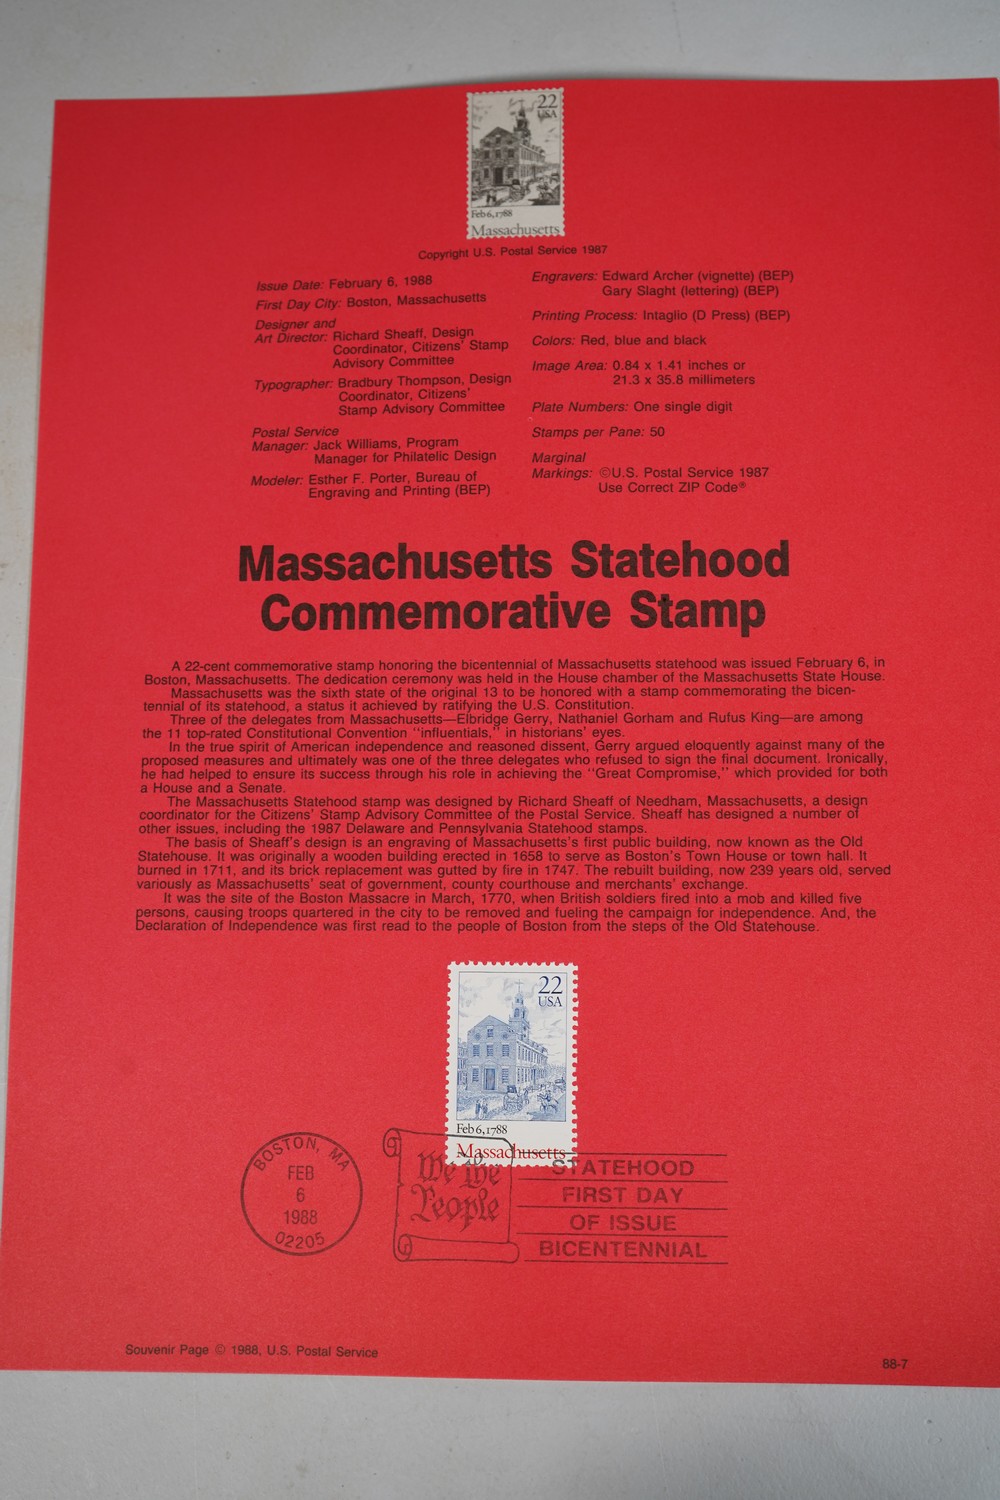 22
USA
Feb 6, 1788
Massachusetts
Copyright U.S. Postal Service 1987
Issue Date: February 6, 1988
First Day City: Boston, Massachusetts
Designer and
Art Director: Richard Sheaff, Design
Coordinator, Citizens' Stamp
Advisory Committee
Typographer: Bradbury Thompson, Design
Coordinator, Citizens'
Stamp Advisory Committee
Postal Service
Manager: Jack Williams, Program
Manager for Philatelic Design
Modeler: Esther F. Porter, Bureau of
Engraving and Printing (BEP)
Engravers: Edward Archer (vignette) (BEP)
Gary Slaght (lettering) (BEP)
Printing Process: Intaglio (D Press) (BEP)
Colors: Red, blue and black
Image Area: 0.84 x 1.41 inches or
21.3 x 35.8 millimeters
Plate Numbers: One single digit
Stamps per Pane: 50
Marginal
Markings: ©U.S. Postal Service 1987
Use Correct ZIP Code®
Massachusetts Statehood
Commemorative Stamp
A 22-cent commemorative stamp honoring the bicentennial of Massachusetts statehood was issued February 6, in
Boston, Massachusetts. The dedication ceremony was held in the House chamber of the Massachusetts State House.
Massachusetts was the sixth state of the original 13 to be honored with a stamp commemorating the bicen-
tennial of its statehood, a status it achieved by ratifying the U.S. Constitution.
Three of the delegates from Massachusetts—Elbridge Gerry, Nathaniel Gorham and Rufus King—are among
the 11 top-rated Constitutional Convention "influentials," in historians' eyes.
In the true spirit of American independence and reasoned dissent, Gerry argued eloquently against many of the
proposed measures and ultimately was one of the three delegates who refused to sign the final document. Ironically,
he had helped to ensure its success through his role in achieving the "Great Compromise," which provided for both
a House and a Senate.
The Massachusetts Statehood stamp was designed by Richard Sheaff of Needham, Massachusetts, a design
coordinator for the Citizens' Stamp Advisory Committee of the Postal Service. Sheaff has designed a number of
other issues, including the 1987 Delaware and Pennsylvania Statehood stamps.
The basis of Sheaff's design is an engraving of Massachusetts's first public building, now known as the Old
Statehouse. It was originally a wooden building erected in 1658 to serve as Boston's Town House or town hall. It
burned in 1711, and its brick replacement was gutted by fire in 1747. The rebuilt building, now 239 years old, served
variously as Massachusetts' seat of government, county courthouse and merchants' exchange.
It was the site of the Boston Massacre in March, 1770, when British soldiers fired into a mob and killed five
persons, causing troops quartered in the city to be removed and fueling the campaign for independence. And, the
Declaration of Independence was first read to the people of Boston from the steps of the Old Statehouse.
22
USA
Feb 6, 1788
Massachusetts
BOSTON, MA
FEB
6
1988
02205
We the
People
STATEHOOD
FIRST DAY
OF ISSUE
BICENTENNIAL
Souvenir Page © 1988, U.S. Postal Service
88-7